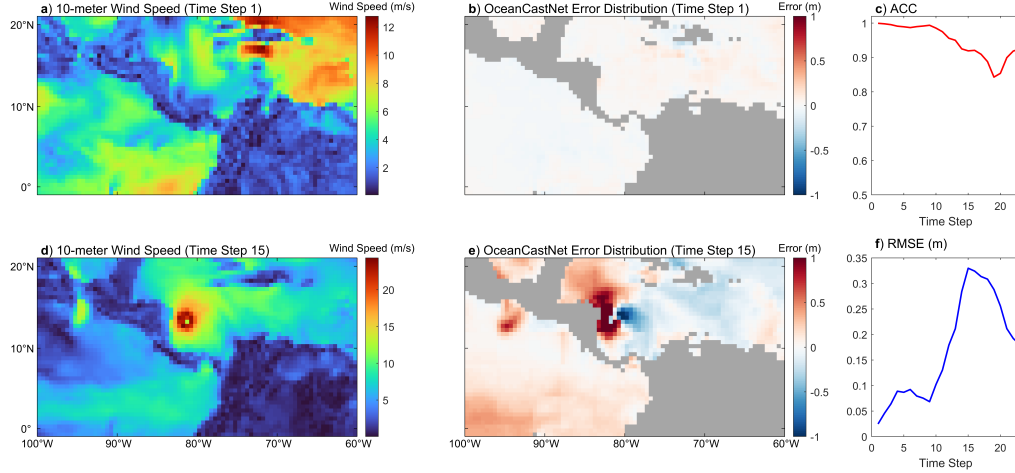 a) 10-meter Wind Speed (Time Step 1)
Wind Speed (m/s)
20°N
10°N
0°
12
10
8
6
4
2
b) OceanCastNet Error Distribution (Time Step 1)
Error (m)
1
0.5
0
-0.5
-1
c) ACC
1
0.9
0.8
0.7
0.6
0.5
0 5 10 15 20
Time Step
d) 10-meter Wind Speed (Time Step 15)
Wind Speed (m/s)
20°N
10°N
0°
100°W 90°W 80°W 70°W 60°W
20
15
10
5
e) OceanCastNet Error Distribution (Time Step 15)
Error (m)
1
0.5
0
-0.5
-1
100°W 90°W 80°W 70°W 60°W
f) RMSE (m)
0.35
0.3
0.25
0.2
0.15
0.1
0.05
0
0 5 10 15 20
Time Step